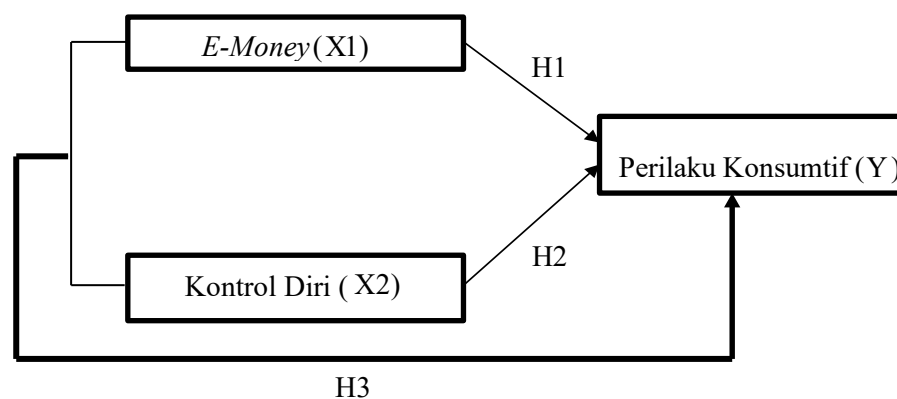 E-Money (X1)
H1
Perilaku Konsumtif (Y)
H2
Kontrol Diri ( X2)
H3